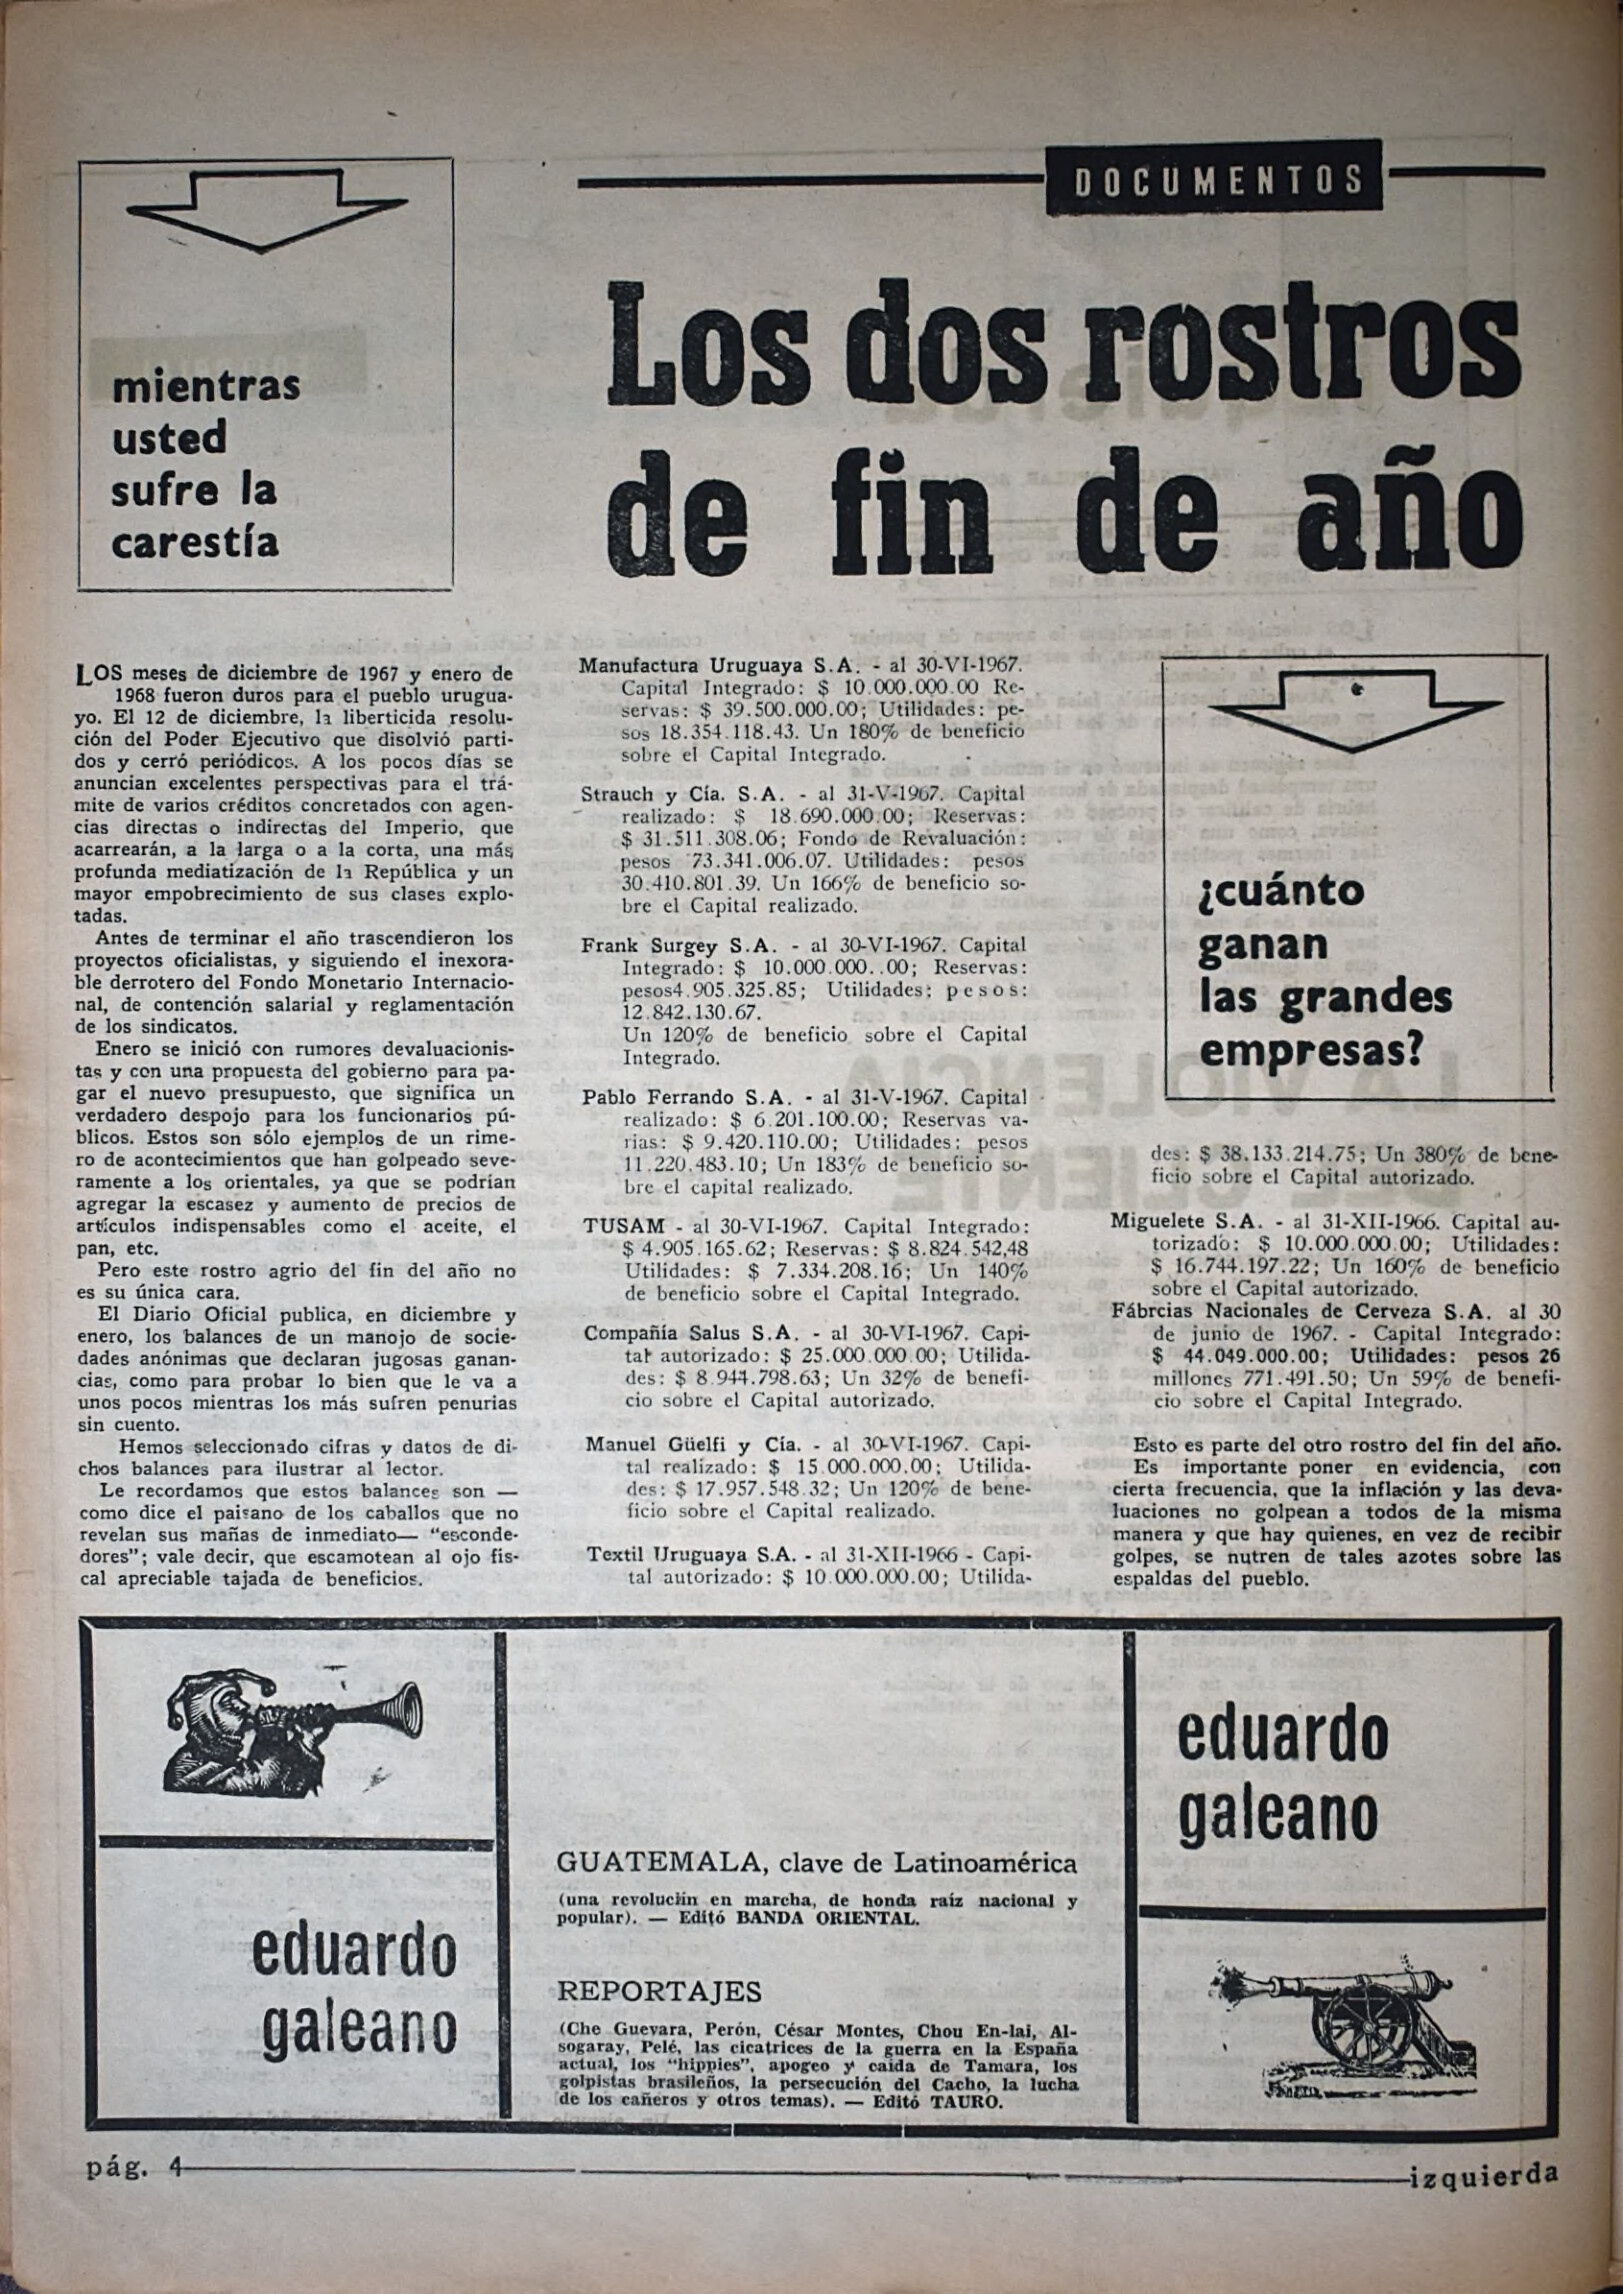 DOCUMENTOS
mientras
usted
sufre la
carestía
Los dos rostros
de fin de año
LOS meses de diciembre de 1967 y enero de
1968 fueron duros para el pueblo urugua-
yo. El 12 de diciembre, la liberticida resolu-
ción del Poder Ejecutivo que disolvió parti-
dos y cerró periódicos. A los pocos días se
anuncian excelentes perspectivas para el trá-
mite de varios créditos concretados con agen-
cias directas o indirectas del Imperio, que
acarrearán, a la larga o a la corta, una más
profunda mediatización de la República y un
mayor empobrecimiento de sus clases explo-
tadas.
Antes de terminar el año trascendieron los
proyectos oficialistas, y siguiendo el inexora-
ble derrotero del Fondo Monetario Internacio-
nal, de contención salarial y reglamentación
de los sindicatos.
Enero se inició con rumores devaluacionis-
tas y con una propuesta del gobierno para pa-
gar el nuevo presupuesto, que significa un
verdadero despojo para los funcionarios pú-
blicos. Estos son sólo ejemplos de un rime-
ro de acontecimientos que han golpeado seve-
ramente a los orientales, ya que se podrían
agregar la escasez y aumento de precios de
artículos indispensables como el aceite, el
pan, etc.
Pero este rostro agrio del fin del año no
es su única cara.
El Diario Oficial publica, en diciembre y
enero, los balances de un manojo de socie-
dades anónimas que declaran jugosas ganan-
cias, como para probar lo bien que le va a
unos pocos mientras los más sufren penurias
sin cuento.
Hemos seleccionado cifras y datos de di-
chos balances para ilustrar al lector.
Le recordamos que estos balances son —
como dice el paisano de los caballos que no
revelan sus mañas de inmediato— "esconde-
dores"; vale decir, que escamotean al ojo fis-
cal apreciable tajada de beneficios.
Manufactura Uruguaya S.A. - al 30-VI-1967.
Capital Integrado: $ 10.000.000.00 Re-
servas: $ 39.500.000.00; Utilidades: pe-
sos 18.354.118.43. Un 180% de beneficio
sobre el Capital Integrado.
Strauch y Cía. S.A. - al 31-V-1967. Capital
realizado: $ 18.690.000.00; Reservas:
$ 31.511.308.06; Fondo de Revaluación:
pesos 73.341.006.07. Utilidades: pesos
30.410.801.39. Un 166% de beneficio so-
bre el Capital realizado.
Frank Surgey S.A. - al 30-VI-1967. Capital
Integrado: $ 10.000.000..00; Reservas:
pesos4.905.325.85; Utilidades: pesos:
12.842.130.67.
Un 120% de beneficio sobre el Capital
Integrado.
Pablo Ferrando S.A. - al 31-V-1967. Capital
realizado: $ 6.201.100.00; Reservas va-
rias: $ 9.420.110.00; Utilidades: pesos
11.220.483.10; Un 183% de beneficio so-
bre el capital realizado.
TUSAM - al 30-VI-1967. Capital Integrado:
$ 4.905.165.62; Reservas: $ 8.824.542,48
Utilidades: $ 7.334.208.16; Un 140%
de beneficio sobre el Capital Integrado.
Compañía Salus S.A. - al 30-VI-1967. Capi-
tal autorizado: $ 25.000.000.00; Utilida-
des: $ 8.944.798.63; Un 32% de benefi-
cio sobre el Capital autorizado.
Manuel Güelfi y Cía. - al 30-VI-1967. Capi-
tal realizado: $ 15.000.000.00; Utilida-
des: $ 17.957.548.32; Un 120% de bene-
ficio sobre el Capital realizado.
Textil Uruguaya S.A. - al 31-XII-1966 - Capi-
tal autorizado: $ 10.000.000.00; Utilida-
¿cuánto
ganan
las grandes
empresas?
des: $ 38.133.214.75; Un 380% de bene-
ficio sobre el Capital autorizado.
Miguelete S.A. - al 31-XII-1966. Capital au-
torizado: $ 10.000.000.00; Utilidades:
$ 16.744.197.22; Un 160% de beneficio
sobre el Capital autorizado.
Fábrcias Nacionales de Cerveza S.A. al 30
de junio de 1967. - Capital Integrado:
$ 44.049.000.00; Utilidades: pesos 26
millones 771.491.50; Un 59% de benefi-
cio sobre el Capital Integrado.
Esto es parte del otro rostro del fin del año.
Es importante poner en evidencia, con
cierta frecuencia, que la inflación y las deva-
luaciones no golpean a todos de la misma
manera y que hay quienes, en vez de recibir
golpes, se nutren de tales azotes sobre las
espaldas del pueblo.
eduardo
galeano
GUATEMALA, clave de Latinoamérica
(una revoluciín en marcha, de honda raíz nacional y
popular). — Editó BANDA ORIENTAL.
REPORTAJES
(Che Guevara, Perón, César Montes, Chou En-lai, Al-
sogaray, Pelé, las cicatrices de la guerra en la España
actual, los "hippies", apogeo y caída de Tamara, los
golpistas brasileños, la persecución del Cacho, la lucha
de los cañeros y otros temas). — Editó TAURO.
eduardo
galeano
pág. 4
izquierda